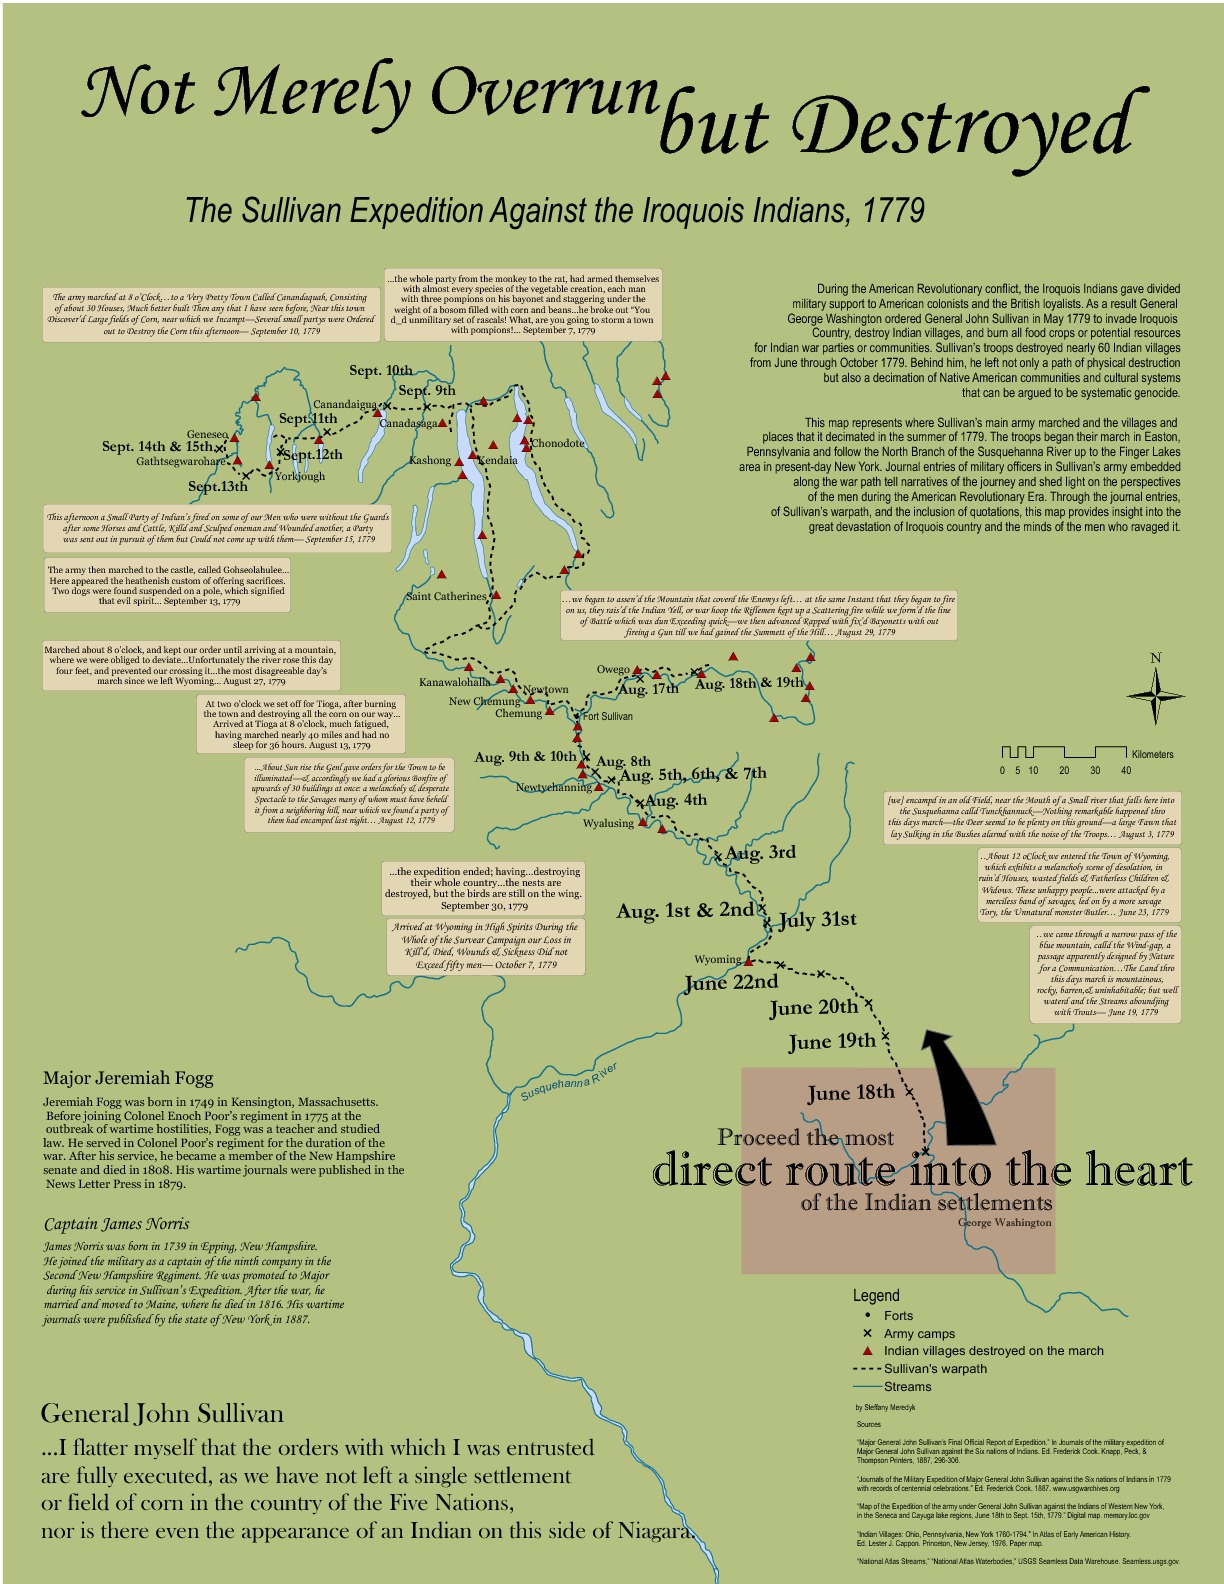 Not Merely Overrun
but Destroyed
The Sullivan Expedition Against the Iroquois Indians, 1779
The army marched at 8 o'Clock…to a Very Pretty Town Called Canandaquah, Consisting
of about 30 Houses, Much better built Then any that I have seen before, Near this town
Discover'd Large fields of Corn, near which we Incampt—Several small partys were Ordered
out to Destroy the Corn this afternoon— September 10, 1779
...the whole party from the monkey to the rat, had armed themselves
with almost every species of the vegetable creation, each man
with three pompions on his bayonet and staggering under the
weight of a bosom filled with corn and beans...he broke out "You
d_d unmilitary set of rascals! What, are you going to storm a town
with pompions!... September 7, 1779
During the American Revolutionary conflict, the Iroquois Indians gave divided
military support to American colonists and the British loyalists. As a result General
George Washington ordered General John Sullivan in May 1779 to invade Iroquois
Country, destroy Indian villages, and burn all food crops or potential resources
for Indian war parties or communities. Sullivan's troops destroyed nearly 60 Indian villages
from June through October 1779. Behind him, he left not only a path of physical destruction
but also a decimation of Native American communities and cultural systems
that can be argued to be systematic genocide.
This map represents where Sullivan's main army marched and the villages and
places that it decimated in the summer of 1779. The troops began their march in Easton,
Pennsylvania and follow the North Branch of the Susquehanna River up to the Finger Lakes
area in present-day New York. Journal entries of military officers in Sullivan's army embedded
along the war path tell narratives of the journey and shed light on the perspectives
of the men during the American Revolutionary Era. Through the journal entries,
of Sullivan's warpath, and the inclusion of quotations, this map provides insight into the
great devastation of Iroquois country and the minds of the men who ravaged it.
Sept. 10th
Sept. 9th
Canandaigua
Sept.11th
Canadasaga
Geneseo
Sept. 14th & 15th
Sept.12th
Gathtsegwarohare
Kashong
Kendaia
Chonodote
Yorkjough
Sept.13th
This afternoon a Small Party of Indian's fired on some of our Men who were without the Guards
after some Horses and Cattle, Killd and Sculped oneman and Wounded another, a Party
was sent out in pursuit of them but Could not come up with them— September 15, 1779
The army then marched to the castle, called Gohseolahulee...
Here appeared the heathenish custom of offering sacrifices.
Two dogs were found suspended on a pole, which signified
that evil spirit... September 13, 1779
Saint Catherines
...we began to assen'd the Mountain that coverd the Enemys left... at the same Instant that they began to fire
on us, they rais'd the Indian Yell, or war hoop the Riflemen kept up a Scattering fire while we form'd the line
of Battle which was dun Exceeding quick—we then advanced Rapped with fix'd Bayonetts with out
fireing a Gun till we had gained the Summett of the Hill... August 29, 1779
Marched about 8 o'clock, and kept our order until arriving at a mountain,
where we were obliged to deviate...Unfortunately the river rose this day
four feet, and prevented our crossing it...the most disagreeable day's
march since we left Wyoming... August 27, 1779
Kanawalohalla
Newtown
New Chemung
Chemung
Owego
Aug. 17th
Aug. 18th & 19th
Fort Sullivan
N
At two o'clock we set off for Tioga, after burning
the town and destroying all the corn on our way...
Arrived at Tioga at 8 o'clock, much fatigued,
having marched nearly 40 miles and had no
sleep for 36 hours. August 13, 1779
Kilometers
0 5 10 20 30 40
...About Sun rise the Genl gave orders for the Town to be
illuminated—& accordingly we had a glorious Bonfire of
upwards of 30 buildings at once: a melancholy & desperate
Spectacle to the Savages many of whom must have beheld
it from a neighboring hill, near which we found a party of
them had encamped last night... August 12, 1779
Aug. 9th & 10th
Aug. 8th
Aug. 5th, 6th, & 7th
Newtychanning
Aug. 4th
Wyalusing
Aug. 3rd
[we] encampd in an old Field, near the Mouth of a Small river that falls here into
the Susquehanna calld Tunckhannuck—Nothing remarkable happened thro
this days march—the Deer seemd to be plenty on this ground—a large Fawn that
lay Sulking in the Bushes alarmd with the noise of the Troops... August 3, 1779
...About 12 oClock we entered the Town of Wyoming,
which exhibits a melancholy scene of desolation, in
ruin'd Houses, wasted fields & Fatherless Children &
Widows. These unhappy people...were attacked by a
merciless band of savages, led on by a more savage
Tory, the Unnatural monster Butler... June 23, 1779
...the expedition ended; having...destroying
their whole country...the nests are
destroyed, but the birds are still on the wing.
September 30, 1779
Arrived at Wyoming in High Spirits During the
Whole of the Survear Campaign our Loss in
Kill'd, Died, Wounds & Sickness Did not
Exceed fifty men— October 7, 1779
Aug. 1st & 2nd
July 31st
...we came through a narrow pass of the
blue mountain, calld the Wind-gap, a
passage apparently designed by Nature
for a Communication...The Land thro
this days march is mountainous,
rocky, barren,& uninhabitable; but well
waterd and the Streams aboundjing
with Trouts— June 19, 1779
Wyoming
June 22nd
June 20th
June 19th
June 18th
Susquehanna River
Proceed the most
direct route into the heart
of the Indian settlements
George Washington
Major Jeremiah Fogg
Jeremiah Fogg was born in 1749 in Kensington, Massachusetts.
Before joining Colonel Enoch Poor's regiment in 1775 at the
outbreak of wartime hostilities, Fogg was a teacher and studied
law. He served in Colonel Poor's regiment for the duration of the
war. After his service, he became a member of the New Hampshire
senate and died in 1808. His wartime journals were published in the
News Letter Press in 1879.
Captain James Norris
James Norris was born in 1739 in Epping, New Hampshire.
He joined the military as a captain of the ninth company in the
Second New Hampshire Regiment. He was promoted to Major
during his service in Sullivan's Expedition. After the war, he
married and moved to Maine, where he died in 1816. His wartime
journals were published by the state of New York in 1887.
Legend
Forts
Army camps
Indian villages destroyed on the march
Sullivan's warpath
Streams
by Steffany Meredyk
Sources
"Major General John Sullivan's Final Official Report of Expedition." In Journals of the military expedition of
Major General John Sullivan against the Six nations of Indians. Ed. Frederick Cook. Knapp, Peck, &
Thompson Printers, 1887, 296-306.
"Journals of the Military Expedition of Major General John Sullivan against the Six nations of Indians in 1779
with records of centennial celebrations." Ed. Frederick Cook. 1887. www.usgwarchives.org
"Map of the Expedition of the army under General John Sullivan against the Indians of Western New York,
in the Seneca and Cayuga lake regions, June 18th to Sept. 15th, 1779." Digital map. memory.loc.gov
"Indian Villages: Ohio, Pennsylvania, New York 1760-1794." In Atlas of Early American History.
Ed. Lester J. Cappon. Princeton, New Jersey, 1976. Paper map.
"National Atlas Streams," "National Atlas Waterbodies," USGS Seamless Data Warehouse. Seamless.usgs.gov.
General John Sullivan
...I flatter myself that the orders with which I was entrusted
are fully executed, as we have not left a single settlement
or field of corn in the country of the Five Nations,
nor is there even the appearance of an Indian on this side of Niagara.